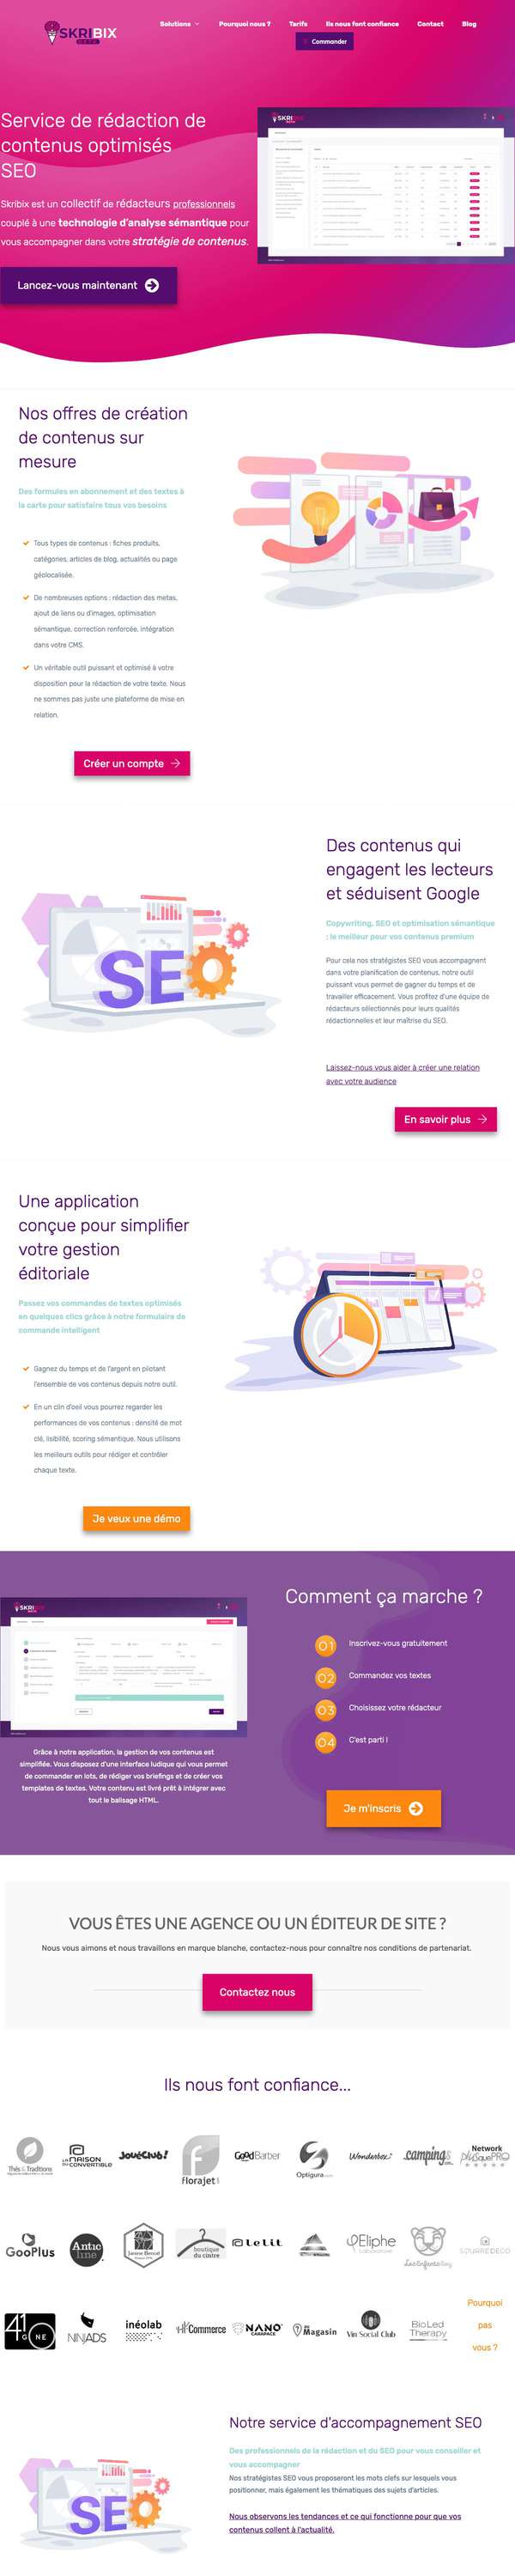 SKRIBIX
BETA
Solutions
Pourquoi nous ?
Tarifs
Ils nous font confiance
Contact
Blog
Commander
Service de rédaction de
contenus optimisés
SEO
Skribix est un collectif de rédacteurs professionnels
couplé à une technologie d'analyse sémantique pour
vous accompagner dans votre stratégie de contenus.
Lancez-vous maintenant
Nos offres de création
de contenus sur
mesure
Des formules en abonnement et des textes à
la carte pour satisfaire tous vos besoins
Tous types de contenus : fiches produits,
catégories, articles de blog, actualités ou page
géolocalisée.
De nombreuses options : rédaction des metas,
ajout de liens ou d'images, optimisation
sémantique, correction renforcée, intégration
dans votre CMS.
Un véritable outil puissant et optimisé à votre
disposition pour la rédaction de votre texte. Nous
ne sommes pas juste une plateforme de mise en
relation.
Créer un compte
Des contenus qui
engagent les lecteurs
et séduisent Google
Copywriting, SEO et optimisation sémantique
: le meilleur pour vos contenus premium
Pour cela nos stratégistes SEO vous accompagnent
dans votre planification de contenus, notre outil
puissant vous permet de gagner du temps et de
travailler efficacement. Vous profitez d'une équipe de
rédacteurs sélectionnés pour leurs qualités
rédactionnelles et leur maîtrise du SEO.
SEO
Laissez-nous vous aider à créer une relation
avec votre audience
En savoir plus
Une application
conçue pour simplifier
votre gestion
éditoriale
Passez vos commandes de textes optimisés
en quelques clics grâce à notre formulaire de
commande intelligent
Gagnez du temps et de l'argent en pilotant
l'ensemble de vos contenus depuis notre outil.
En un clin d'oeil vous pourrez regarder les
performances de vos contenus : densité de mot
clé, lisibilité, scoring sémantique. Nous utilisons
les meilleurs outils pour rédiger et contrôler
chaque texte.
Je veux une démo
Comment ça marche ?
01 Inscrivez-vous gratuitement
02 Commandez vos textes
03 Choisissez votre rédacteur
04 C'est parti !
Je m'inscris
Grâce à notre application, la gestion de vos contenus est
simplifiée. Vous disposez d'une interface ludique qui vous permet
de commander en lots, de rédiger vos briefings et de créer vos
templates de textes. Votre contenu est livré prêt à intégrer avec
tout le balisage HTML.
VOUS ÊTES UNE AGENCE OU UN ÉDITEUR DE SITE ?
Nous vous aimons et nous travaillons en marque blanche, contactez-nous pour connaître nos conditions de partenariat.
Contactez nous
Ils nous font confiance...
Thés & Traditions
LA MAISON DU CONVERTIBLE
JouéClub!
florajet
GoodBarber
Optigura
Wonderbox
campings
Network plusquePRO
GooPlus
Antic line
boutique du cintre
Lelit
Eliphe
SQUAREDECO
41 GONE
NINJADS
inéolab
Commerce
NANO CARAPACE
Magasin
Vin Social Club
BioLed Therapy
Pourquoi
pas
vous ?
Notre service d'accompagnement SEO
Des professionnels de la rédaction et du SEO pour vous conseiller et
vous accompagner
Nos stratégistes SEO vous proposeront les mots clefs sur lesquels vous
positionner, mais également les thématiques des sujets d'articles.
Nous observons les tendances et ce qui fonctionne pour que vos
contenus collent à l'actualité.
SEO